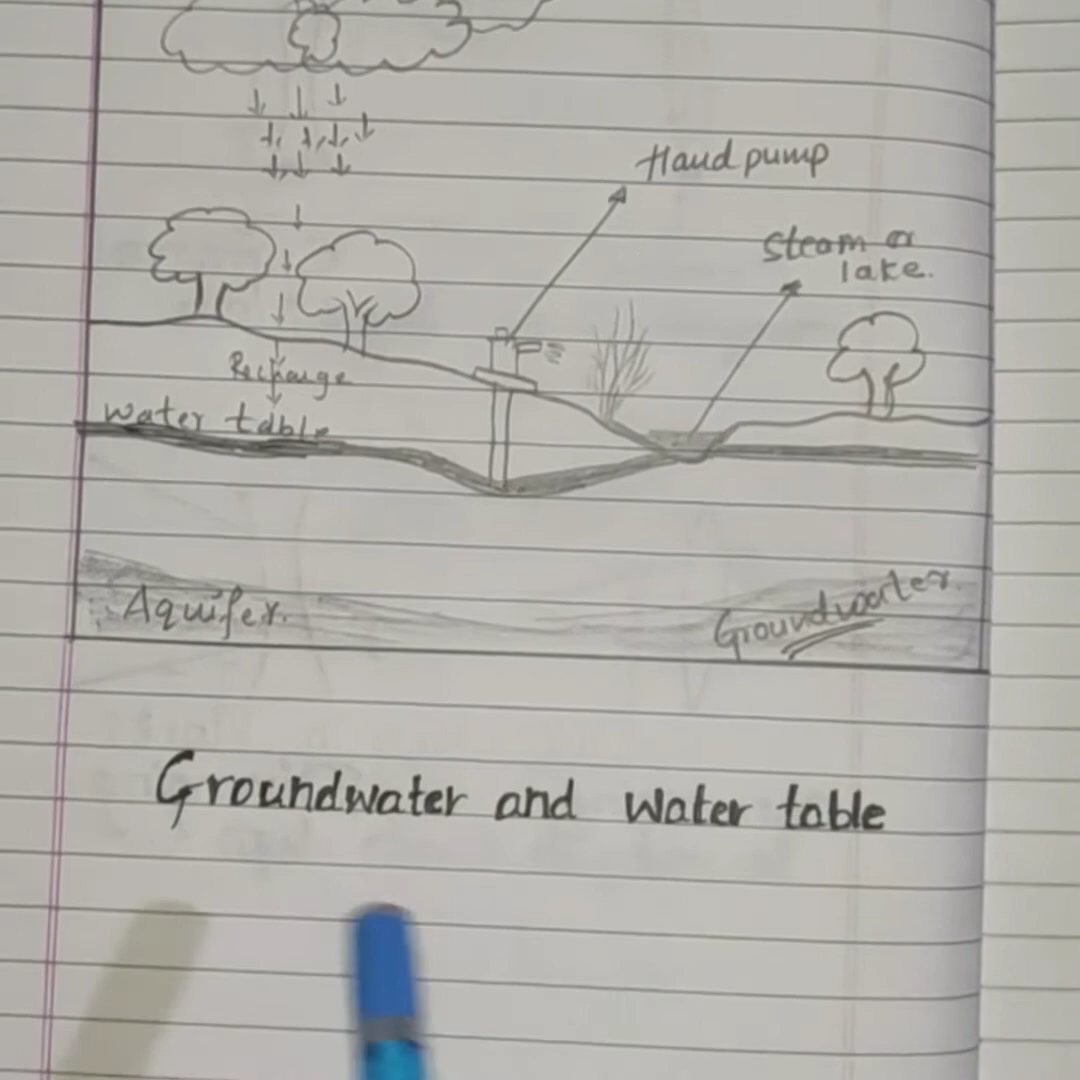 Hand pump
Steam or
lake.
Recharge
water table
Aquifer.
Groundwater.
Groundwater and water table